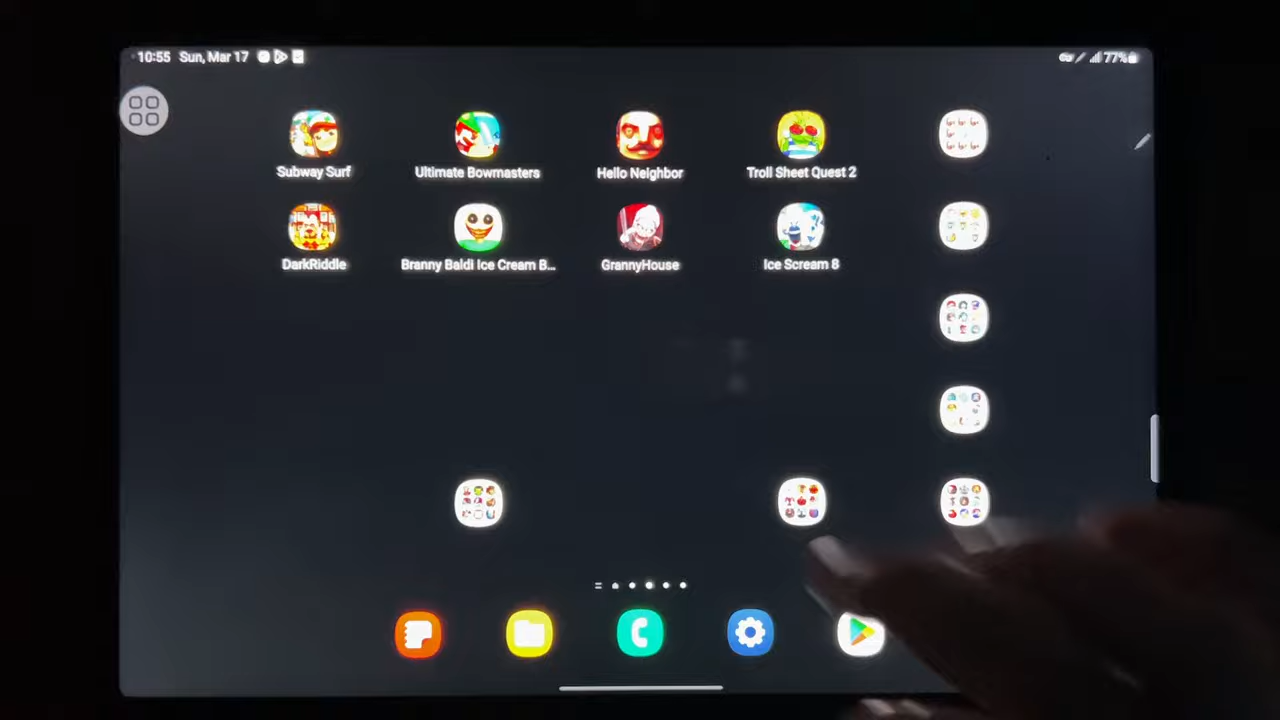 10:55 Sun, Mar 17
77%
Subway Surf
Ultimate Bowmasters
Hello Neighbor
Troll Sheet Quest 2
DarkRiddle
Branny Baldi Ice Cream B...
GrannyHouse
Ice Scream 8